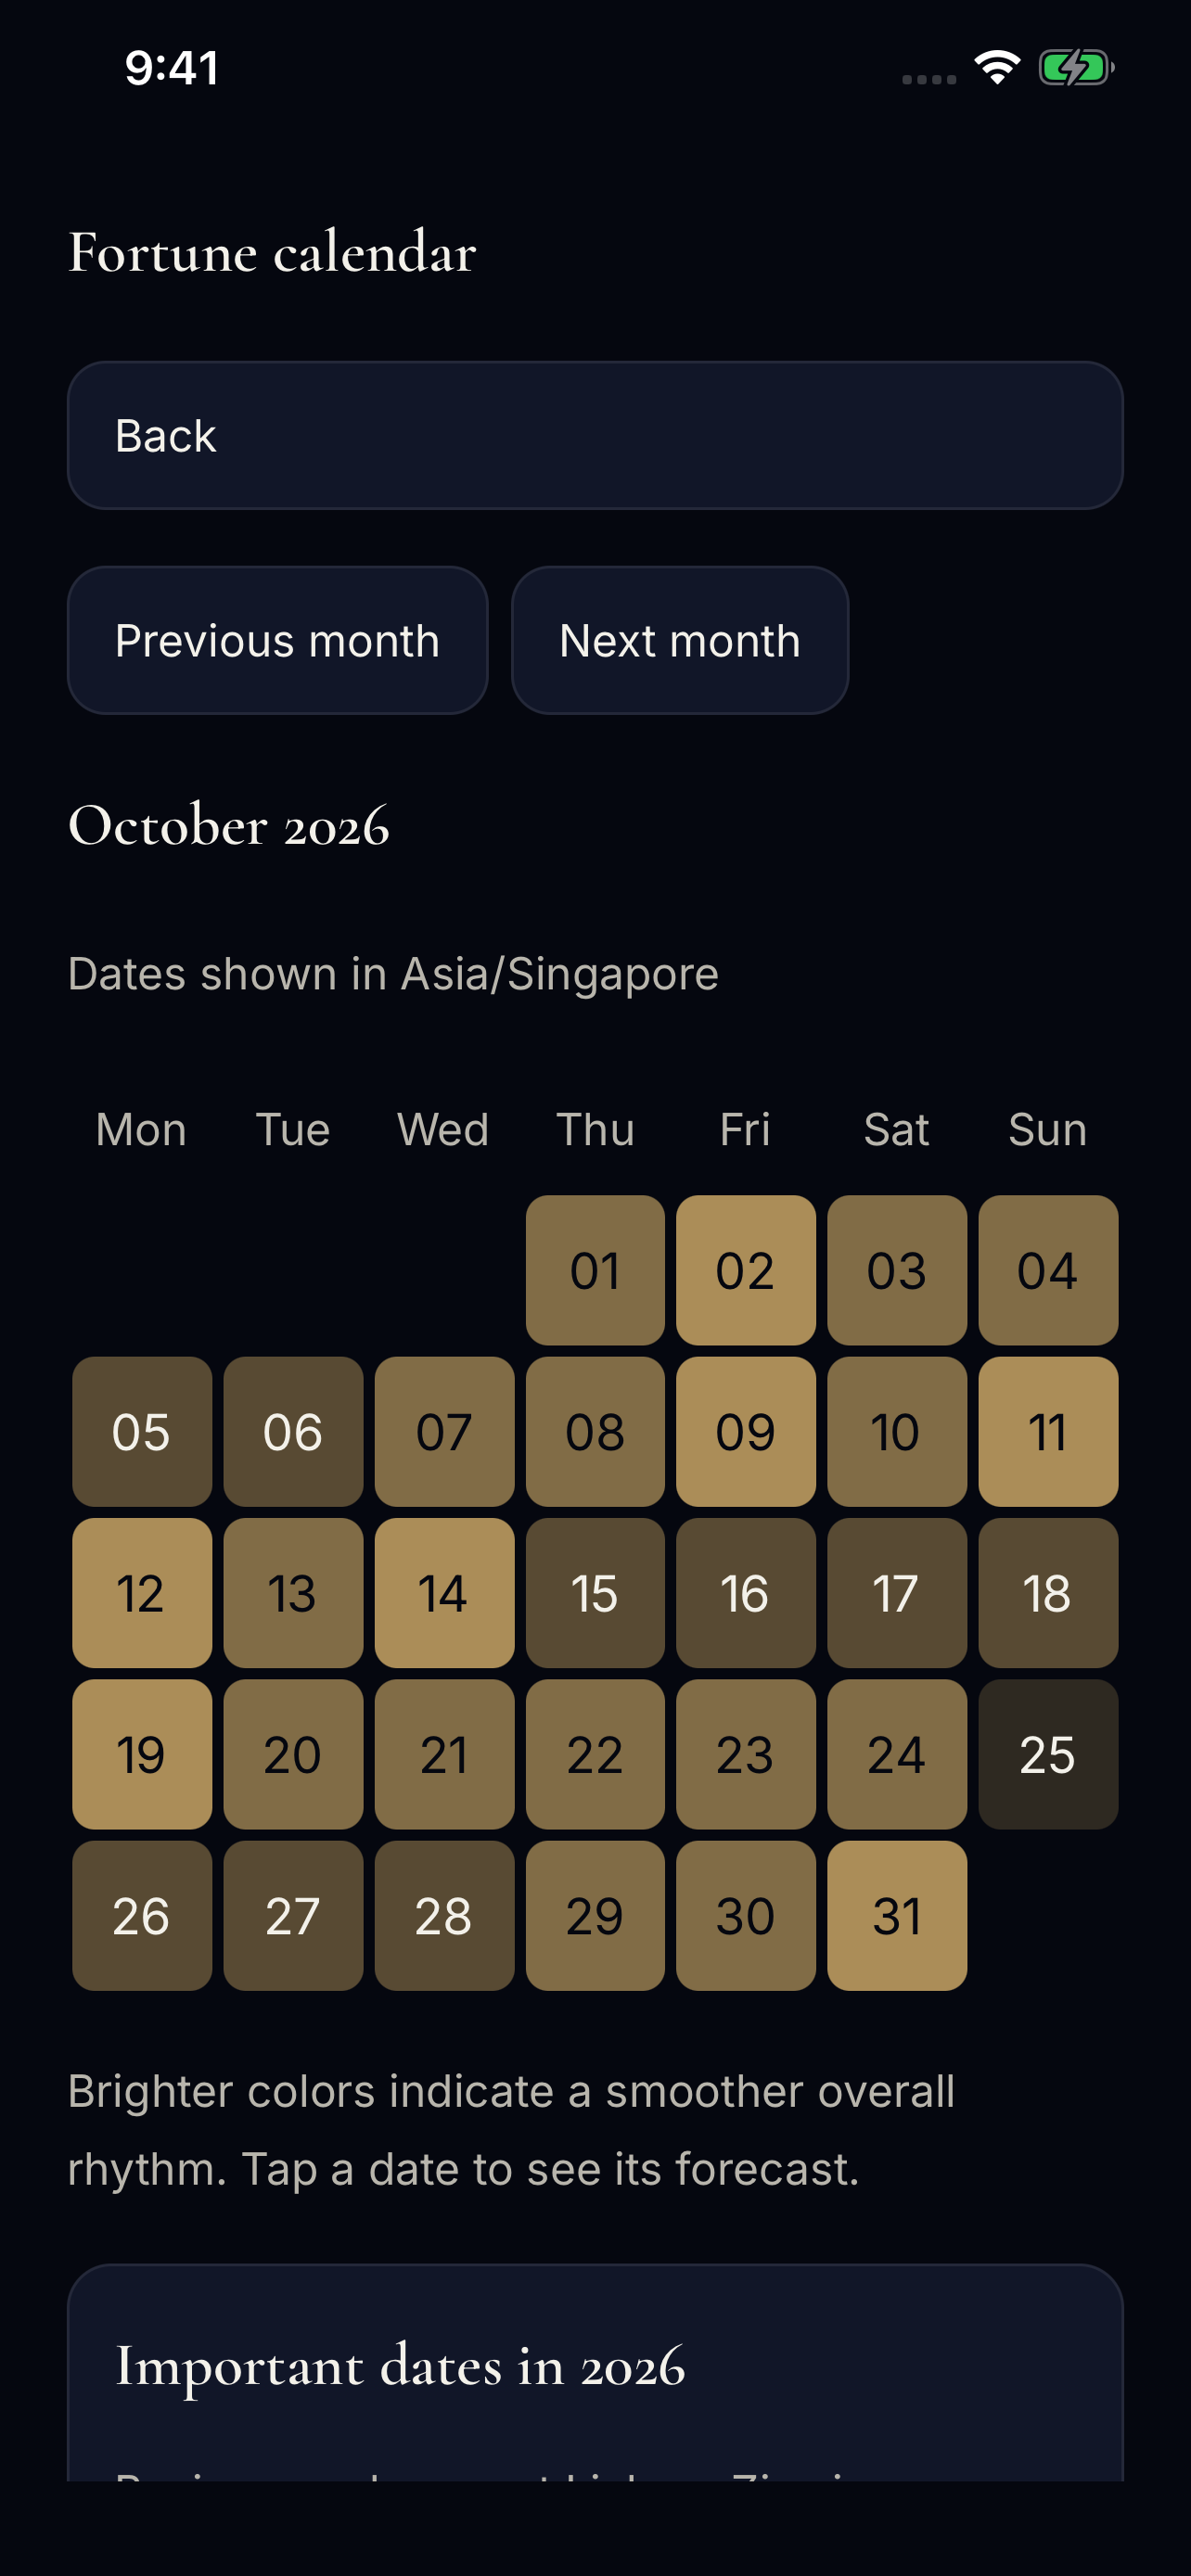 9:41
Fortune calendar
Back
Previous month Next month
October 2026
Dates shown in Asia/Singapore
Mon Tue Wed Thu Fri Sat Sun
01 02 03 04
05 06 07 08 09 10 11
12 13 14 15 16 17 18
19 20 21 22 23 24 25
26 27 28 29 30 31
Brighter colors indicate a smoother overall
rhythm. Tap a date to see its forecast.
Important dates in 2026